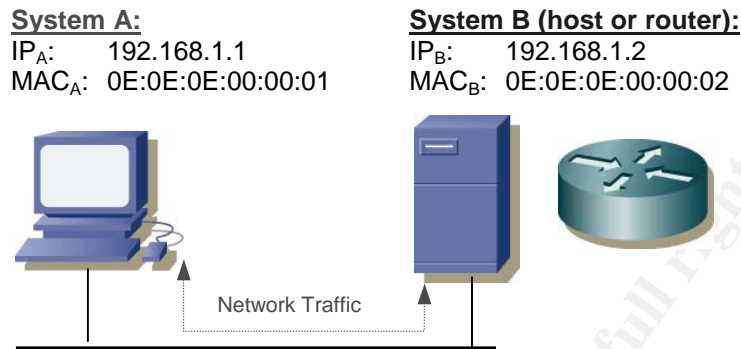 System A:
IPA: 192.168.1.1
MACA: 0E:0E:0E:00:00:01
System B (host or router):
IPB: 192.168.1.2
MACB: 0E:0E:0E:00:00:02
Network Traffic
full